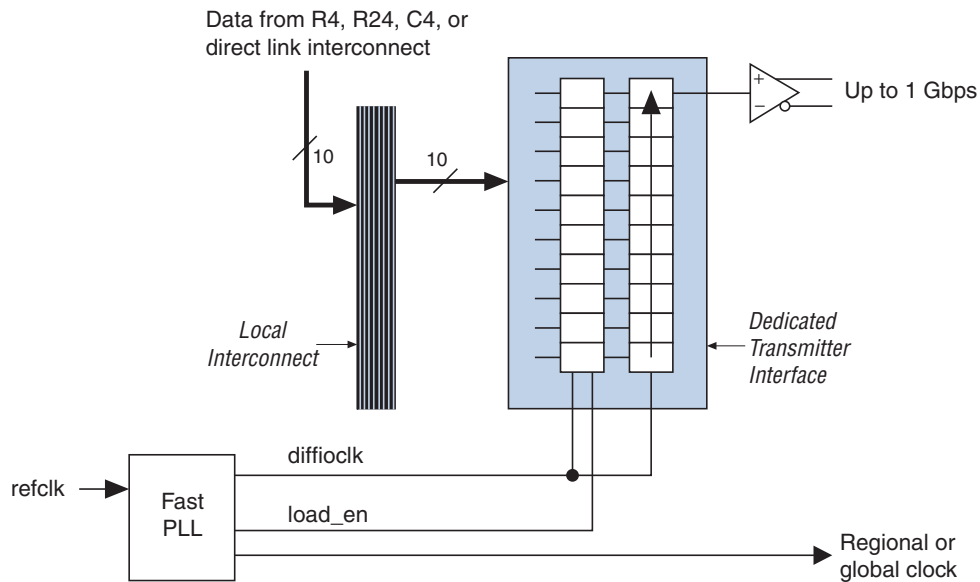 Data from R4, R24, C4, or
direct link interconnect
10
10
+
–
Up to 1 Gbps
Local
Interconnect
Dedicated
Transmitter
Interface
diffioclk
refclk
Fast
PLL
load_en
Regional or
global clock